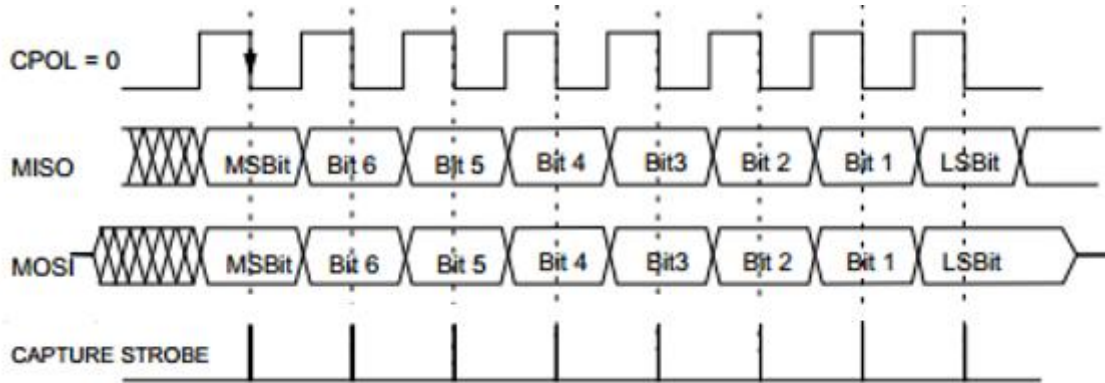 CPOL = 0
MISO MSBit Bit 6 Bit 5 Bit 4 Bit3 Bit 2 Bit 1 LSBit
MOSI MSBit Bit 6 Bit 5 Bit 4 Bit3 Bit 2 Bit 1 LSBit
CAPTURE STROBE